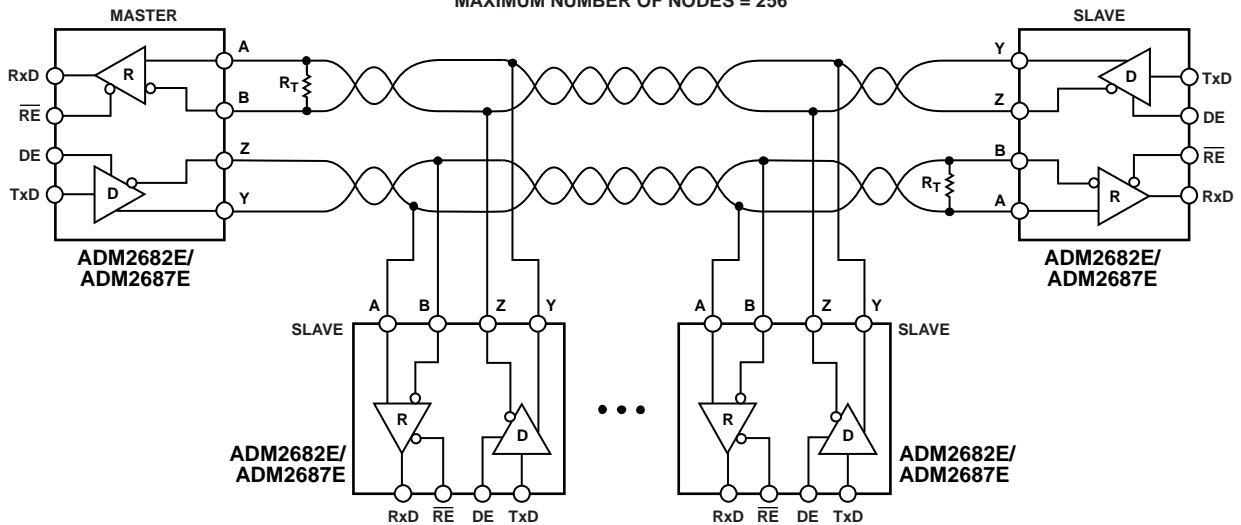 MAXIMUM NUMBER OF NODES = 256
MASTER
SLAVE
A
Y
RxD
R
RT
D
TxD
B
Z
RE
DE
DE
Z
B
RE
TxD
D
RT
R
RxD
Y
A
ADM2682E/
ADM2687E
ADM2682E/
ADM2687E
A B Z Y
A B Z Y
SLAVE
SLAVE
R
D
R
D
ADM2682E/
ADM2687E
ADM2682E/
ADM2687E
RxD RE DE TxD
RxD RE DE TxD